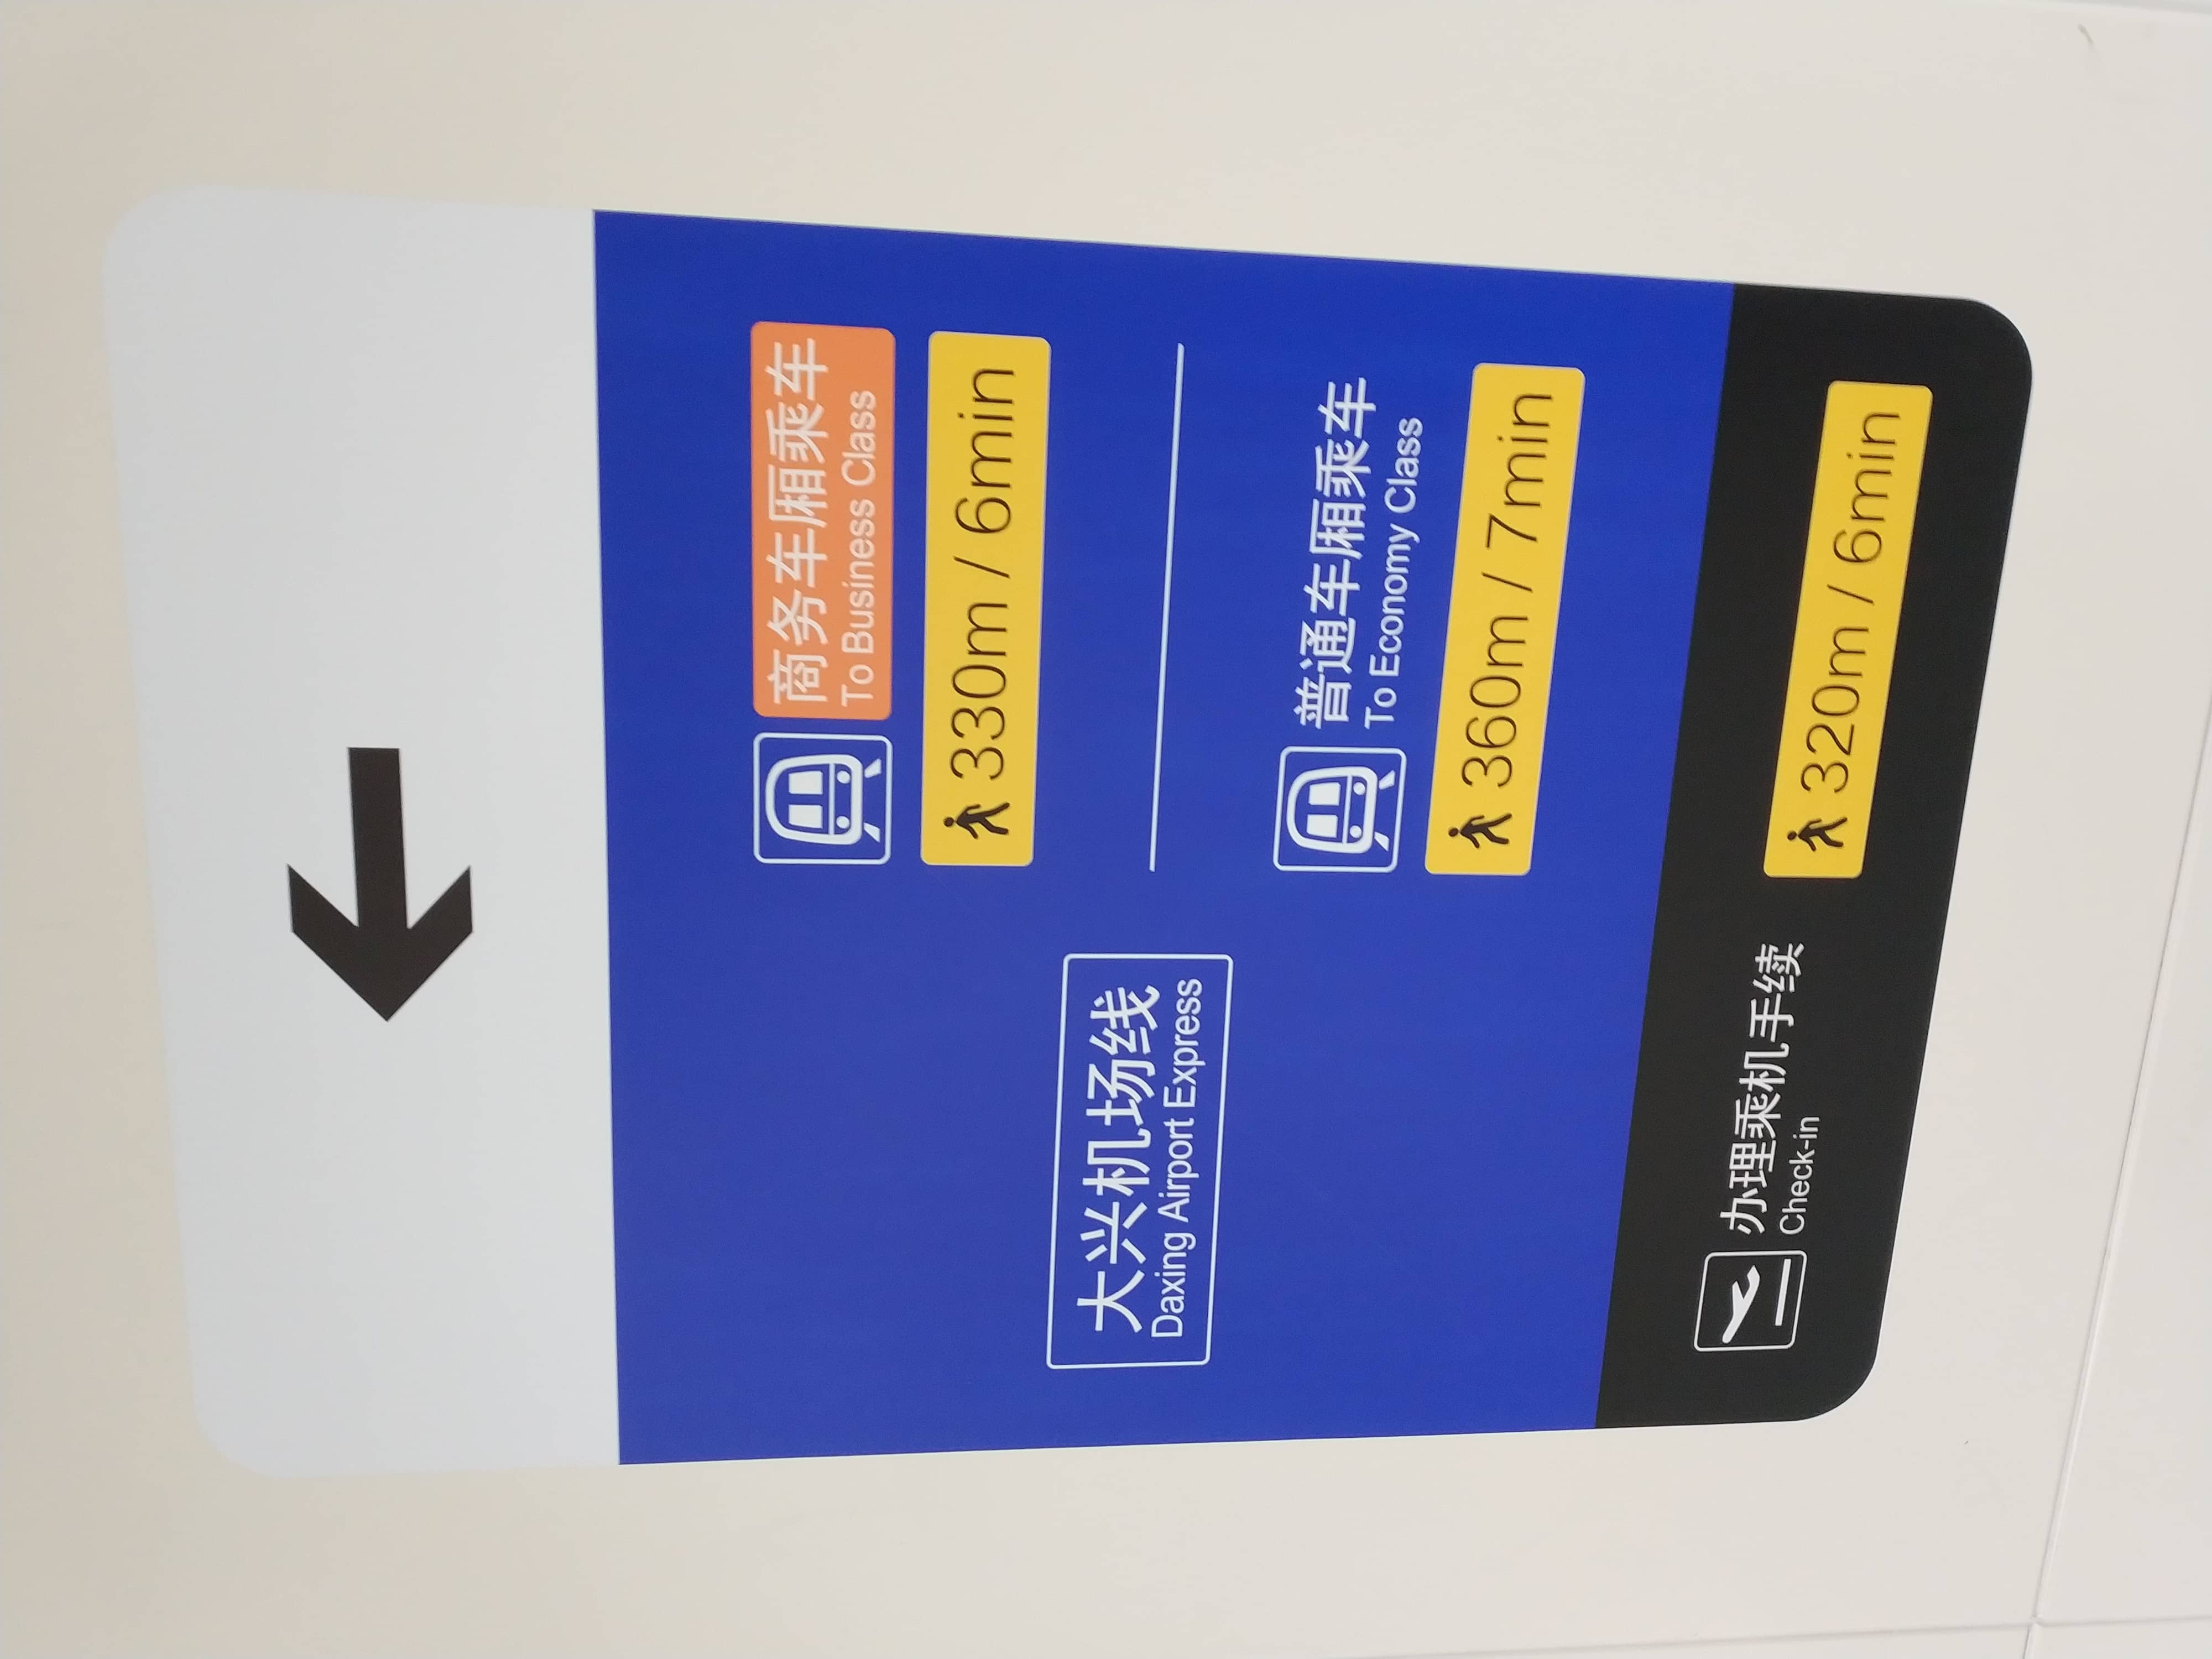 商务车厢乘车
To Business Class
330m / 6min
大兴机场线
Daxing Airport Express
普通车厢乘车
To Economy Class
360m / 7min
办理乘机手续
Check-in
320m / 6min